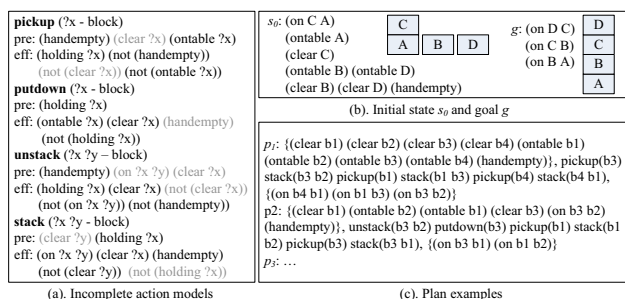 pickup (?x - block)
pre: (handempty) (clear ?x) (ontable ?x)
eff: (holding ?x) (not (handempty))
(not (clear ?x)) (not (ontable ?x))
putdown (?x - block)
pre: (holding ?x)
eff: (ontable ?x) (clear ?x) (handempty)
(not (holding ?x))
unstack (?x ?y – block)
pre: (handempty) (on ?x ?y) (clear ?x)
eff: (holding ?x) (clear ?x) (not (clear ?x))
(not (on ?x ?y)) (not (handempty))
stack (?x ?y - block)
pre: (clear ?y) (holding ?x)
eff: (on ?x ?y) (clear ?x) (handempty)
(not (clear ?y)) (not (holding ?x))
(a). Incomplete action models
s0: (on C A)
(ontable A)
(clear C)
(ontable B) (ontable D)
(clear B) (clear D) (handempty)
C
A B D
g: (on D C)
(on C B)
(on B A)
D
C
B
A
(b). Initial state s0 and goal g
p1: {(clear b1) (clear b2) (clear b3) (clear b4) (ontable b1)
(ontable b2) (ontable b3) (ontable b4) (handempty)}, pickup(b3)
stack(b3 b2) pickup(b1) stack(b1 b3) pickup(b4) stack(b4 b1),
{(on b4 b1) (on b1 b3) (on b3 b2)}
p2: {(clear b1) (ontable b2) (ontable b1) (clear b3) (on b3 b2)
(handempty)}, unstack(b3 b2) putdown(b3) pickup(b1) stack(b1
b2) pickup(b3) stack(b3 b1), {(on b3 b1) (on b1 b2)}
p3: …
(c). Plan examples